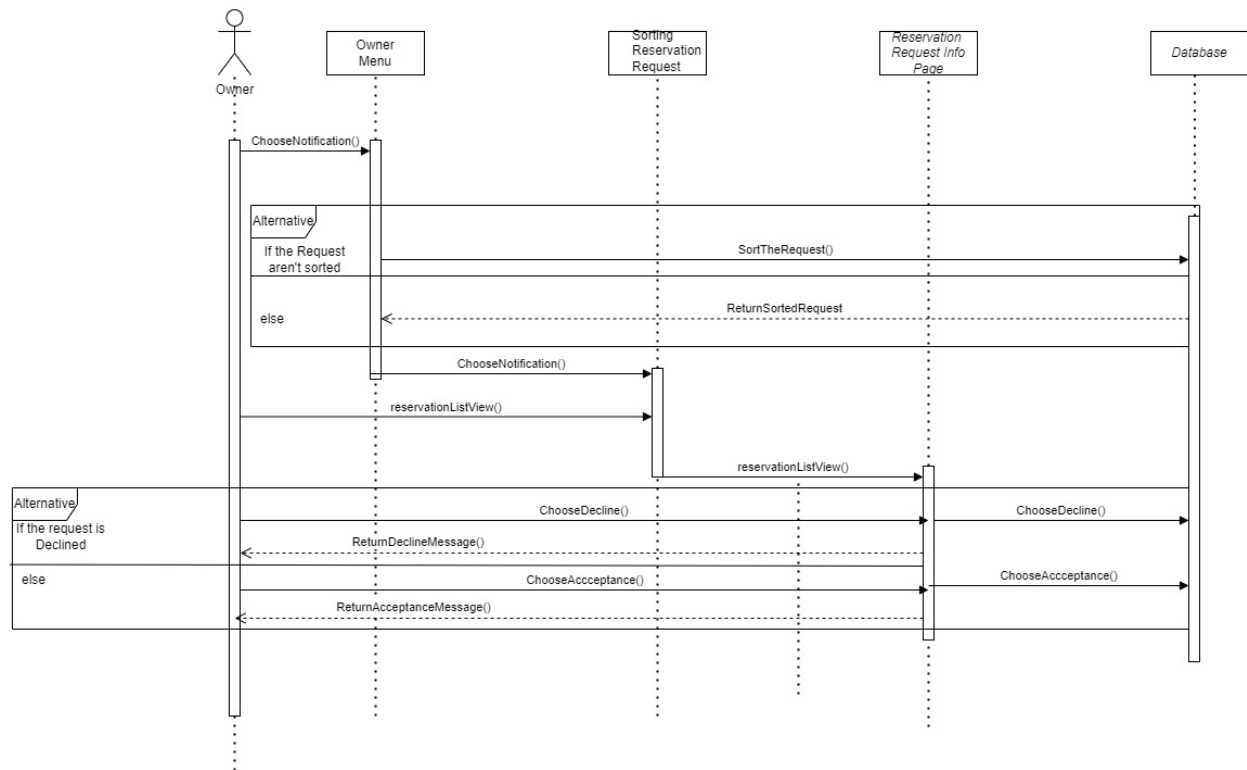 Owner
Owner
Menu
Sorting
Reservation
Request
Reservation
Request Info
Page
Database
ChooseNotification()
Alternative
If the Request
aren't sorted
SortTheRequest()
else
ReturnSortedRequest
ChooseNotification()
reservationListView()
reservationListView()
Alternative
If the request is
Declined
ChooseDecline()
ChooseDecline()
ReturnDeclineMessage()
else
ChooseAccceptance()
ChooseAccceptance()
ReturnAcceptanceMessage()